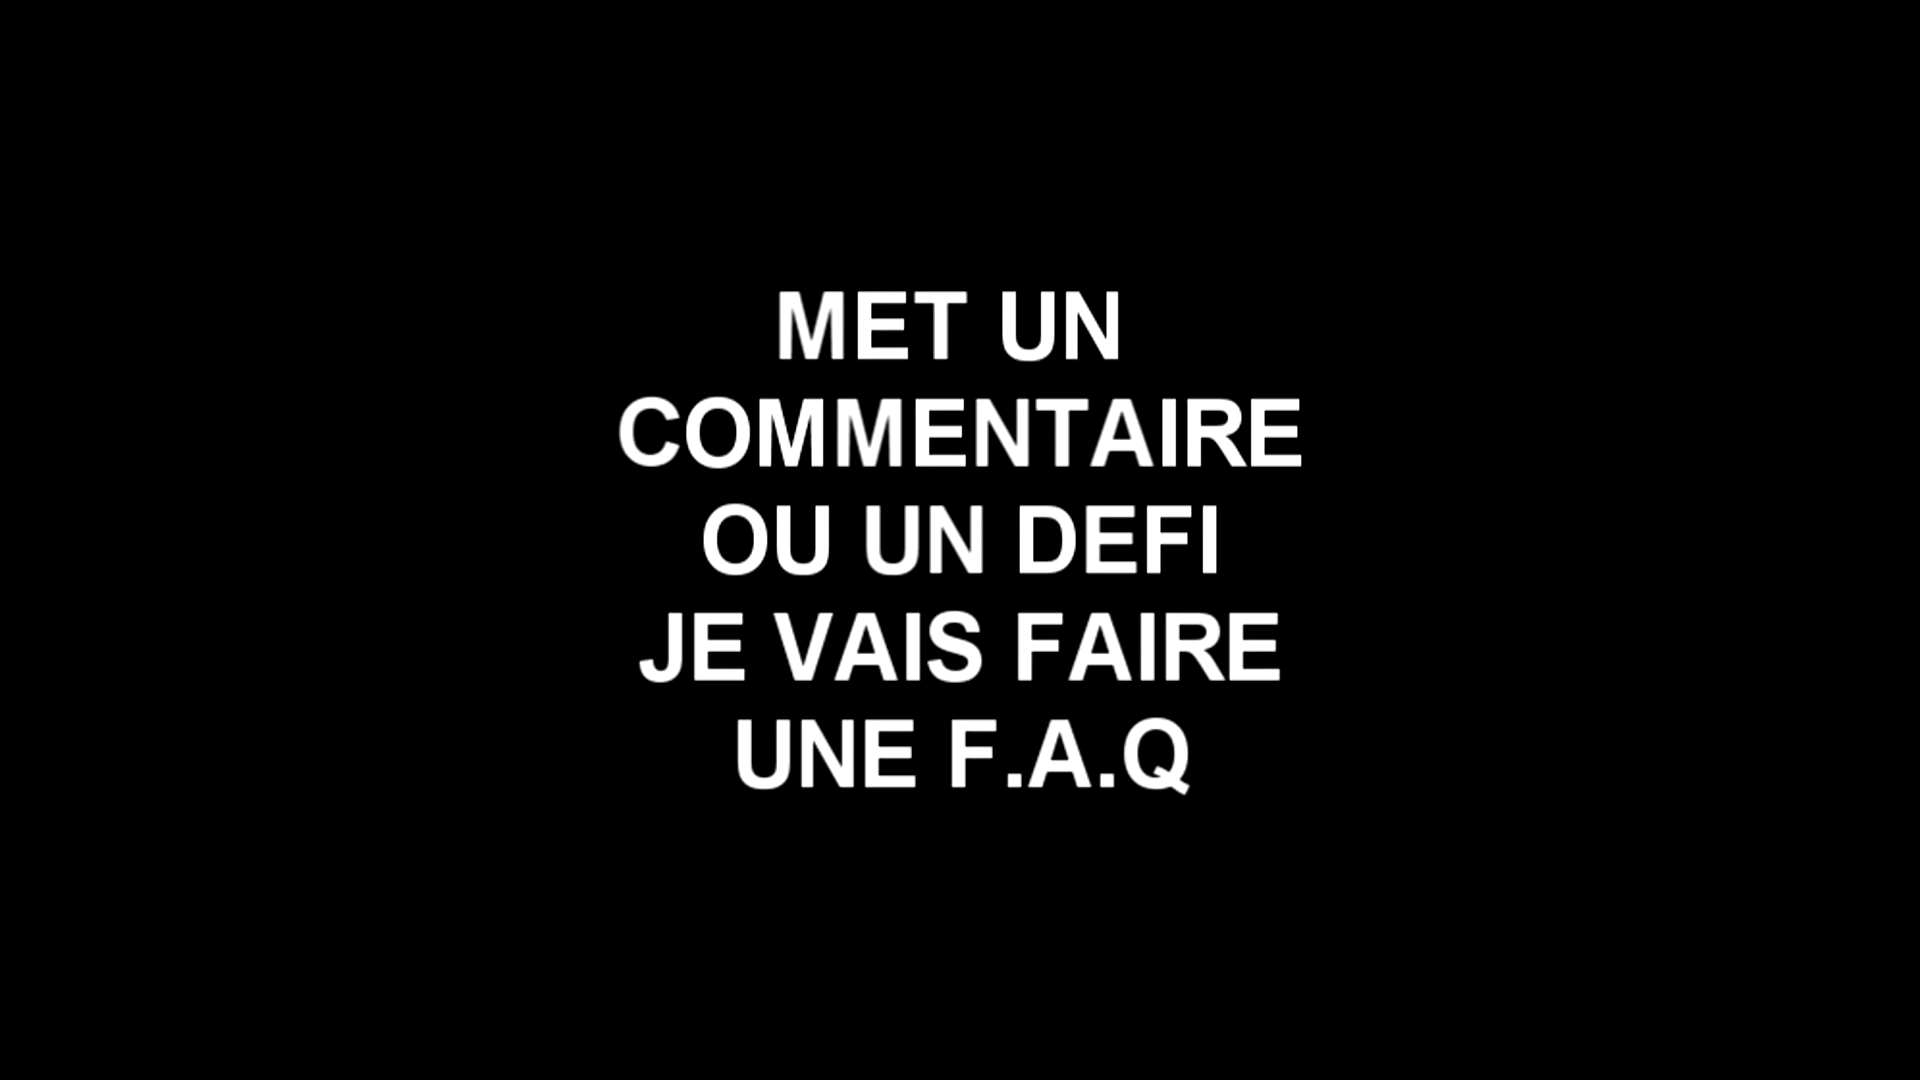 MET UN
COMMENTAIRE
OU UN DEFI
JE VAIS FAIRE
UNE F.A.Q